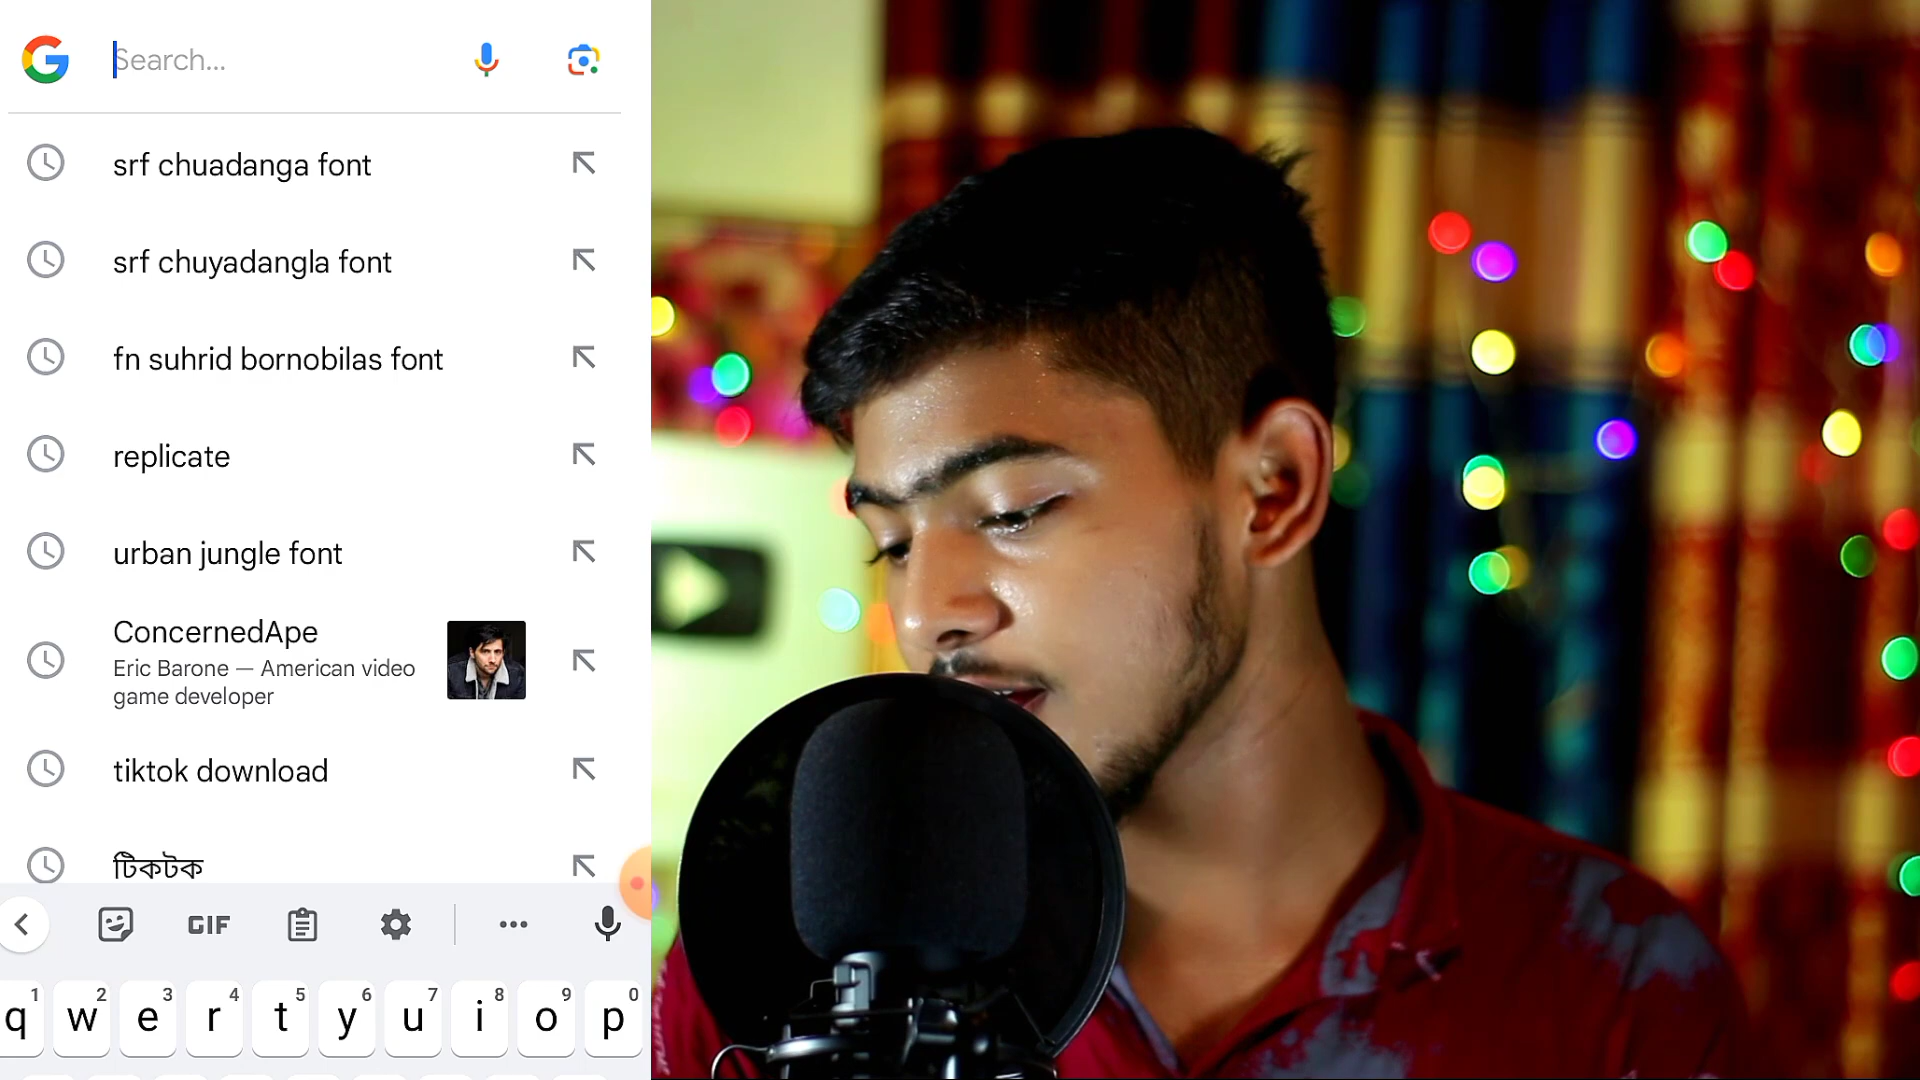 Search...
srf chuadanga font
srf chuyadangla font
fn suhrid bornobilas font
replicate
urban jungle font
ConcernedApe
Eric Barone — American video
game developer
tiktok download
টিকটক
GIF
1 2 3 4 5 6 7 8 9 0
q w e r t y u i o p